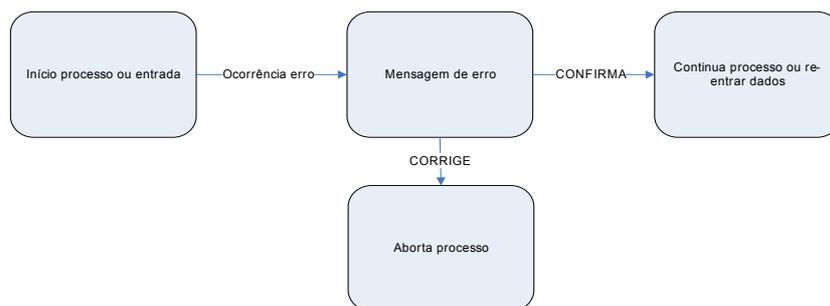 Início processo ou entrada
Ocorrência erro
Mensagem de erro
CONFIRMA
Continua processo ou re-
entrar dados
CORRIGE
Aborta processo